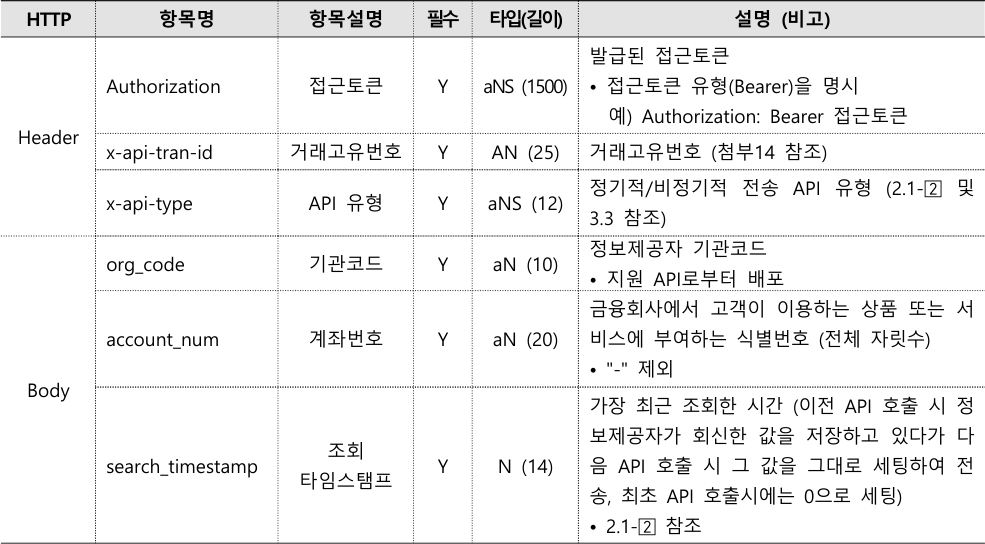 HTTP 항목명 항목설명 필수 타입(길이) 설명 (비고)
Header
Authorization 접근토큰 Y aNS (1500)
발급된 접근토큰
• 접근토큰 유형(Bearer)을 명시
예) Authorization: Bearer 접근토큰
x-api-tran-id 거래고유번호 Y AN (25) 거래고유번호 (첨부14 참조)
x-api-type API 유형 Y aNS (12)
정기적/비정기적 전송 API 유형 (2.1-2 및
3.3 참조)
Body
org_code 기관코드 Y aN (10)
정보제공자 기관코드
• 지원 API로부터 배포
account_num 계좌번호 Y aN (20)
금융회사에서 고객이 이용하는 상품 또는 서
비스에 부여하는 식별번호 (전체 자릿수)
• "-" 제외
search_timestamp
조회
타임스탬프
Y N (14)
가장 최근 조회한 시간 (이전 API 호출 시 정
보제공자가 회신한 값을 저장하고 있다가 다
음 API 호출 시 그 값을 그대로 세팅하여 전
송, 최초 API 호출시에는 0으로 세팅)
• 2.1-2 참조